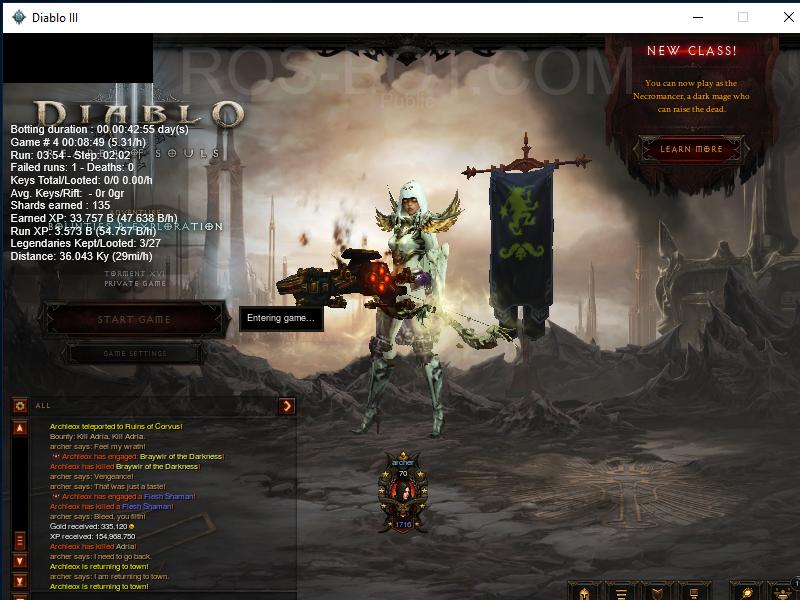 Diablo III
ROS-BOT.COM
DIABLO
Botting duration : 00.00:42:55 day(s)
Game # 4 00:08:49 (5.31/h)
Run: 03:54 - Step: 02:02
OF SOULS
Failed runs: 1 - Deaths: 0
Keys Total/Looted: 0/0 0.00/h
Avg. Keys/Rift: - 0r 0gr
Shards earned : 135
Earned XP: 33.757 B (47.638 B/h)
Run XP: 3.573 B (54.757 B/h)
Legendaries Kept/Looted: 3/27
Distance: 36.043 Ky (29mi/h)
TORMENT XVI
PRIVATE GAME
START GAME
Entering game...
GAME SETTINGS
NEW CLASS!
You can now play as the
Necromancer, a dark mage who
can raise the dead.
LEARN MORE
ALL
Archleox teleported to Ruins of Corvus!
Bounty: Kill Adria, Kill Adria.
archer says: Feel my wrath!
Archleox has engaged: Braywir of the Darkness!
Archleox has killed Braywir of the Darkness!
archer says: Vengeance!
archer says: That was just a taste!
Archleox has engaged a Flesh Shaman!
Archleox has killed a Flesh Shaman!
archer says: Bleed, you filth!
Gold received: 335,120
XP received: 154,968,750
Archleox has killed Adria!
archer says: I need to go back.
Archleox is returning to town!
archer says: I am returning to town.
Archleox is returning to town!
archer
70
1716